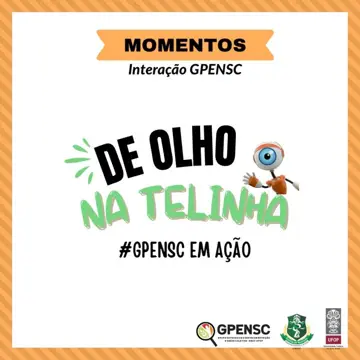 MOMENTOS
Interação GPENSC
DE OLHO
NA TELINHA
#GPENSC EM AÇÃO
GPENSC
UFOP